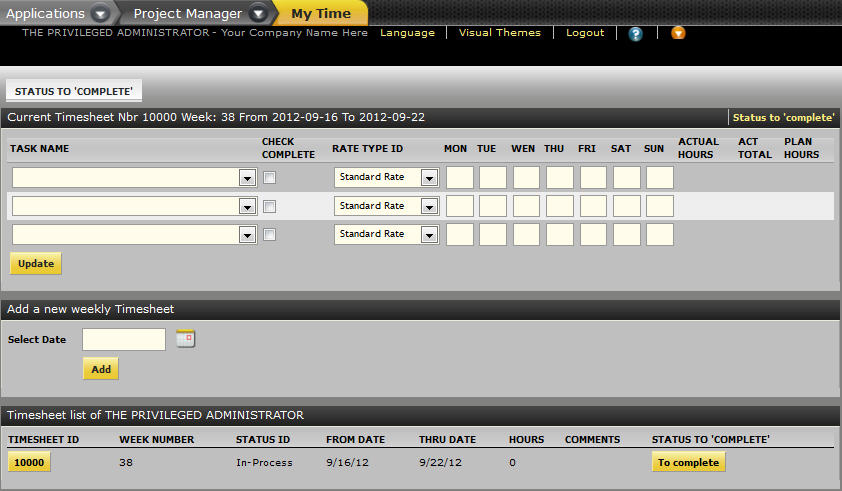 Applications Project Manager My Time
THE PRIVILEGED ADMINISTRATOR - Your Company Name Here Language Visual Themes Logout ?
STATUS TO 'COMPLETE'
Current Timesheet Nbr 10000 Week: 38 From 2012-09-16 To 2012-09-22 Status to 'complete'
TASK NAME CHECK COMPLETE RATE TYPE ID MON TUE WEN THU FRI SAT SUN ACTUAL HOURS ACT TOTAL PLAN HOURS
Standard Rate
Standard Rate
Standard Rate
Update
Add a new weekly Timesheet
Select Date
Add
Timesheet list of THE PRIVILEGED ADMINISTRATOR
TIMESHEET ID WEEK NUMBER STATUS ID FROM DATE THRU DATE HOURS COMMENTS STATUS TO 'COMPLETE'
10000 38 In-Process 9/16/12 9/22/12 0 To complete